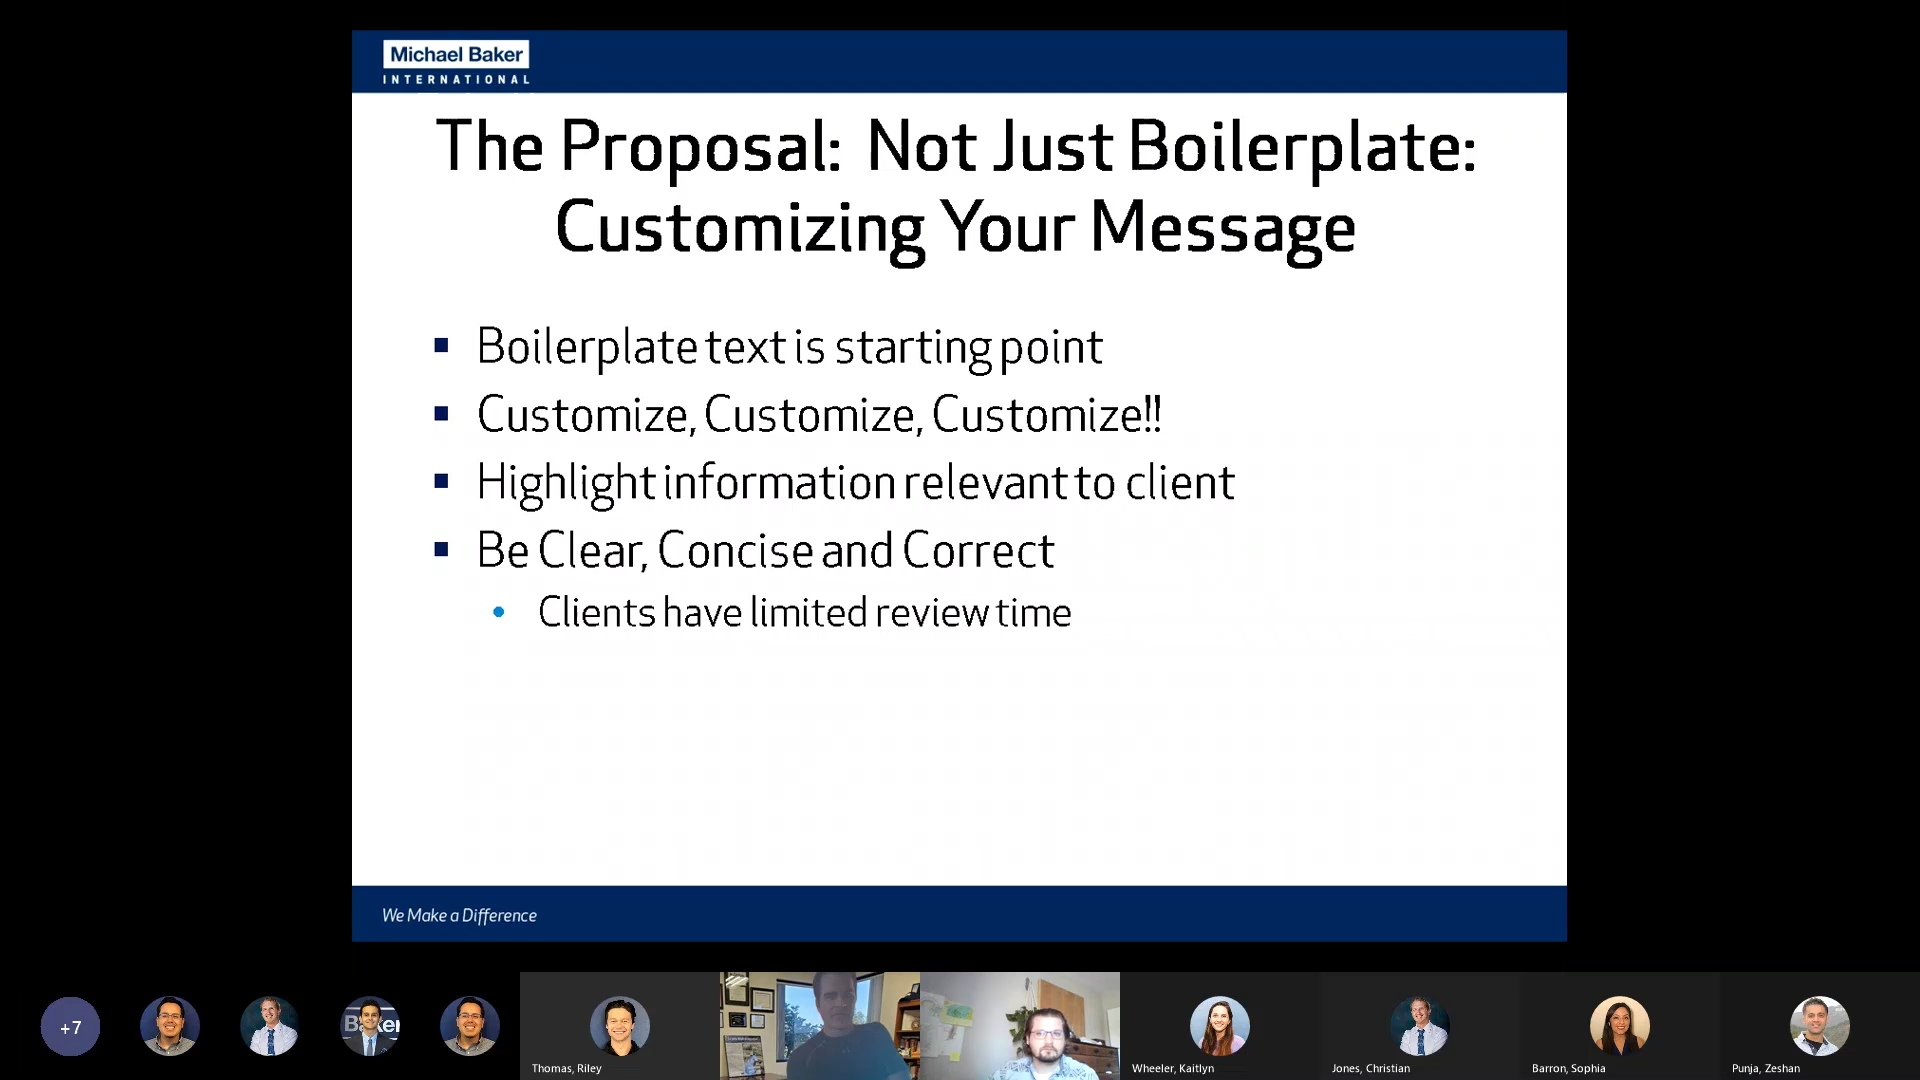 Michael Baker
INTERNATIONAL
The Proposal: Not Just Boilerplate:
Customizing Your Message
Boilerplate text is starting point
Customize, Customize, Customize!!
Highlight information relevant to client
Be Clear, Concise and Correct
Clients have limited review time
We Make a Difference
+7
Thomas, Riley
Wheeler, Kaitlyn
Jones, Christian
Barron, Sophia
Punja, Zeshan